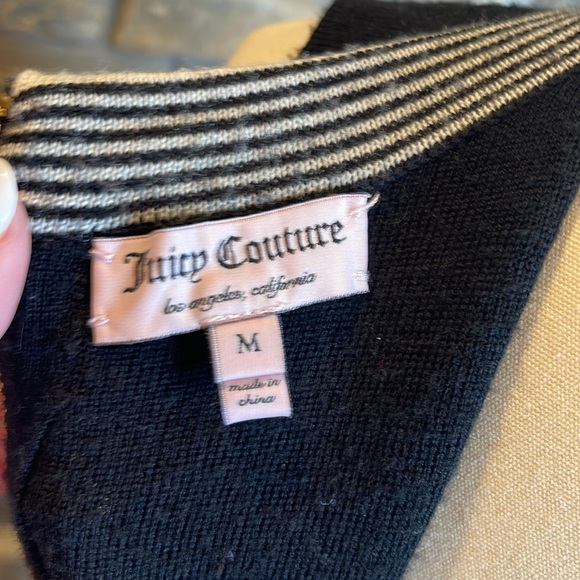 Juicy Couture
los angeles, california
M
made in
china